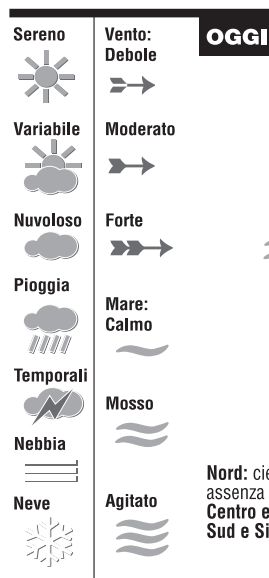 Sereno
Variabile
Nuvoloso
Pioggia
Temporali
Nebbia
Neve
Vento:
Debole
Moderato
Forte
Mare:
Calmo
Mosso
Agitato
OGGI
Nord:
assenza
Centro e
Sud e